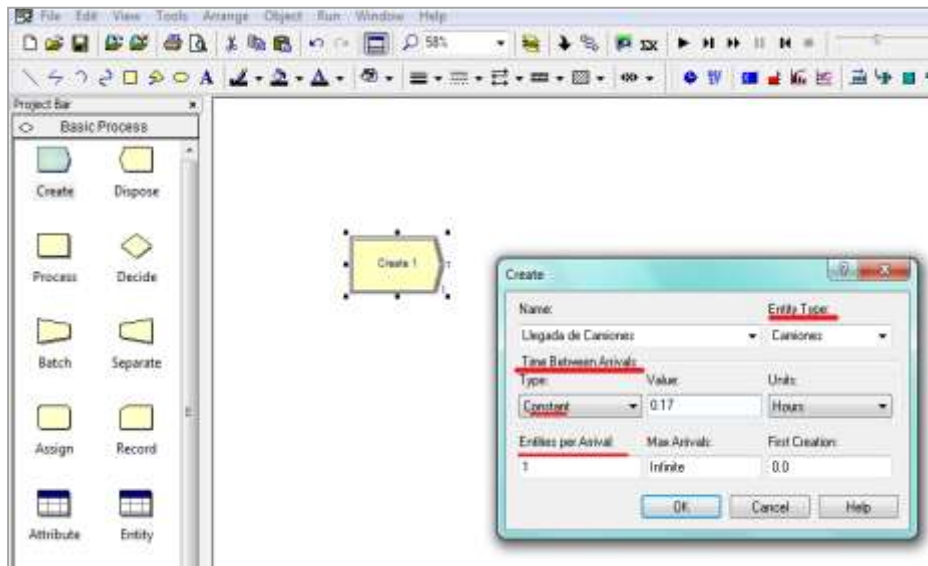 File Edit View Tools Arrange Object Run Window Help
58%
Project Bar
Basic Process
Create Dispose
Process Decide
Batch Separate
Assign Record
Attribute Entity
Create 1
Create
Name: Entity Type:
Llegada de Camiones Camiones
Time Between Arrivals
Type: Value: Units:
Constant 0.17 Hours
Entities per Arrival: Max Arrivals: First Creation:
1 Infinite 0.0
OK Cancel Help